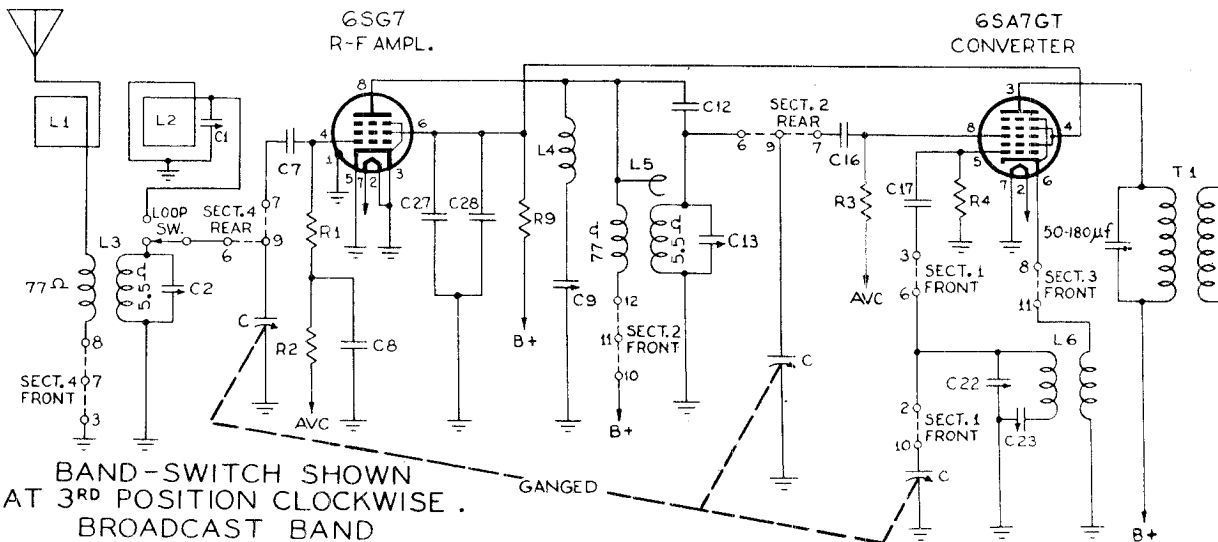 6SG7
R-F AMPL.
6SA7GT
CONVERTER
8
3
C12
SECT. 2
REAR
L1
L2
C1
C7
4
6
6
9
7
C16
8
4
1
5
7
2
3
L4
L5
5
7
2
6
T1
LOOP
SW.
SECT. 4
REAR
7
9
6
R1
C27
C28
R9
R3
C17
R4
L3
77Ω
5.5Ω
C2
C
R2
C8
C9
77Ω
5.5Ω
C13
50-180μf
3
SECT. 1
FRONT
6
8
SECT. 3
FRONT
11
AVC
12
11
SECT. 2
FRONT
10
B+
C
8
SECT. 4
FRONT
7
3
AVC
B+
L6
C22
C23
2
SECT. 1
FRONT
10
C
B+
GANGED
BAND-SWITCH SHOWN
AT 3RD POSITION CLOCKWISE.
BROADCAST BAND